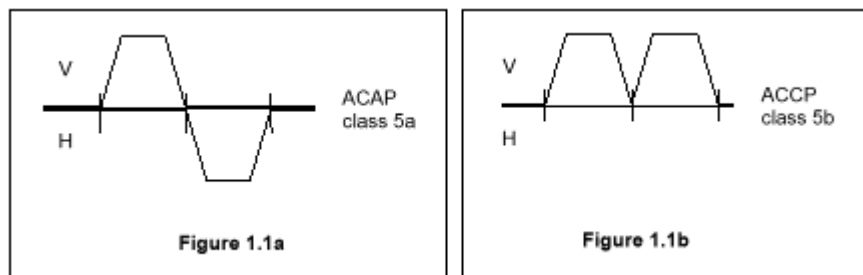 V
ACAP
class 5a
H
Figure 1.1a
V
ACCP
class 5b
H
Figure 1.1b